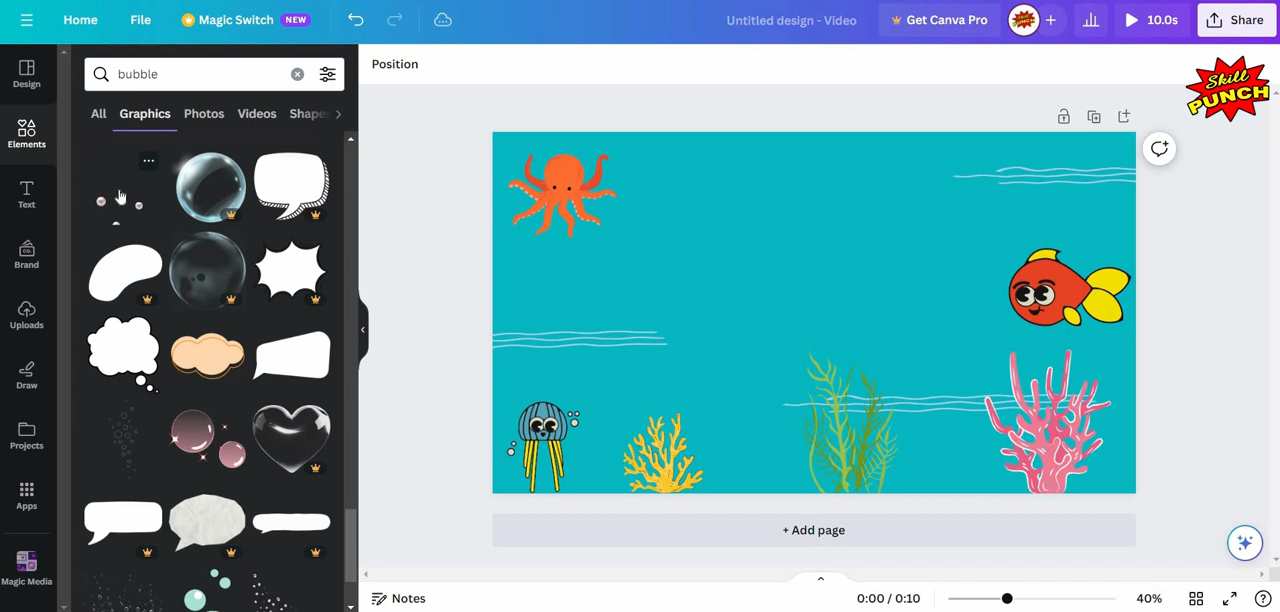 Home File Magic Switch NEW Untitled design - Video Get Canva Pro 10.0s Share
Design
Elements
Text
Brand
Uploads
Draw
Projects
Apps
Magic Media
bubble
All Graphics Photos Videos Shapes
Position
Skill
PUNCH
+ Add page
Notes 0:00 / 0:10 40%